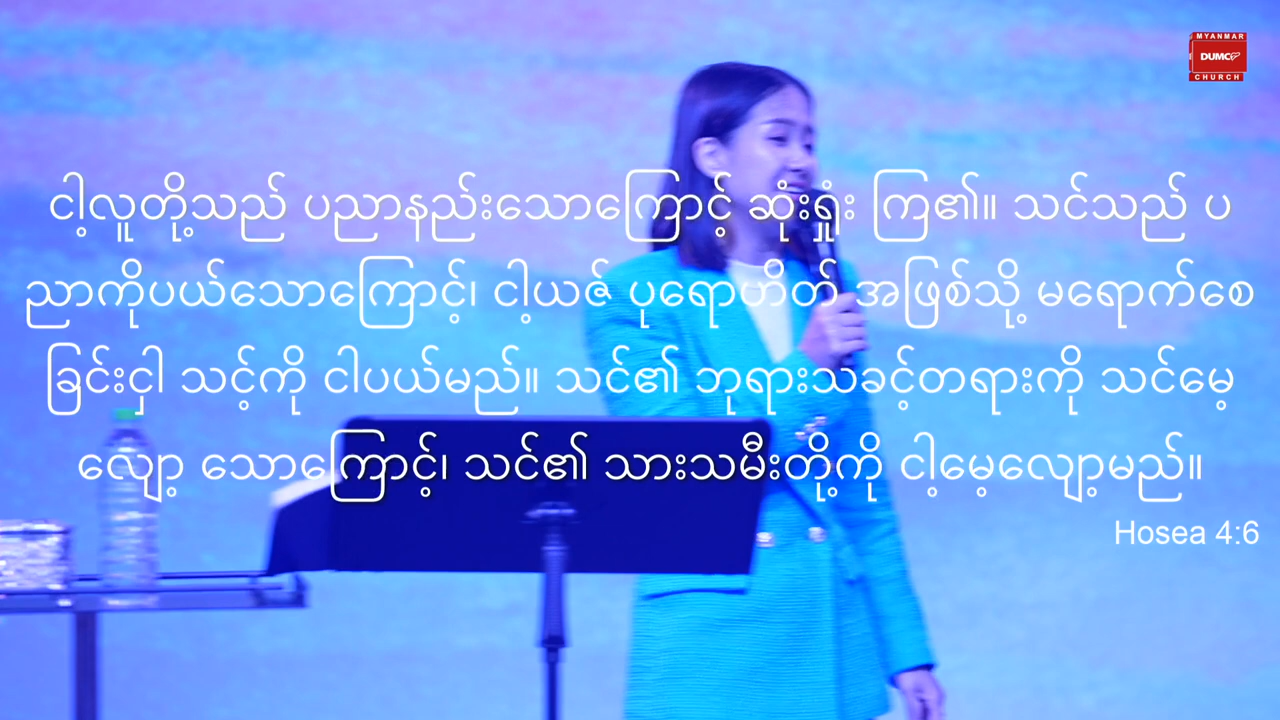 MYANMAR
DUMC
CHURCH
ငါ့လူတို့သည် ပညာနည်းသောကြောင့် ဆုံးရှုံး ကြ၏။ သင်သည် ပ
ညာကိုပယ်သောကြောင့်၊ ငါ့ယဇ် ပုရောဟိတ် အဖြစ်သို့ မရောက်စေ
ခြင်းငှါ သင့်ကို ငါပယ်မည်။ သင်၏ ဘုရားသခင့်တရားကို သင်မေ့
လျော့ သောကြောင့်၊ သင်၏ သားသမီးတို့ကို ငါ့မေ့လျော့မည်။
Hosea 4:6